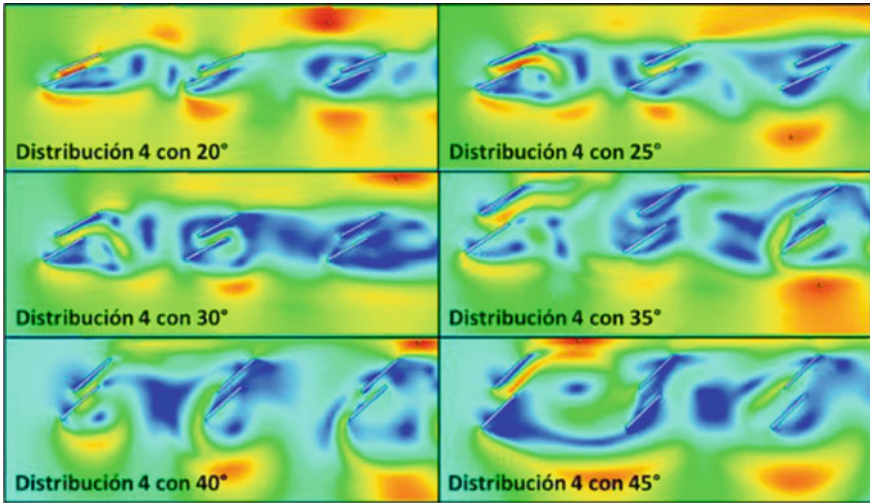 Distribución 4 con 20°
Distribución 4 con 25°
Distribución 4 con 30°
Distribución 4 con 35°
Distribución 4 con 40°
Distribución 4 con 45°